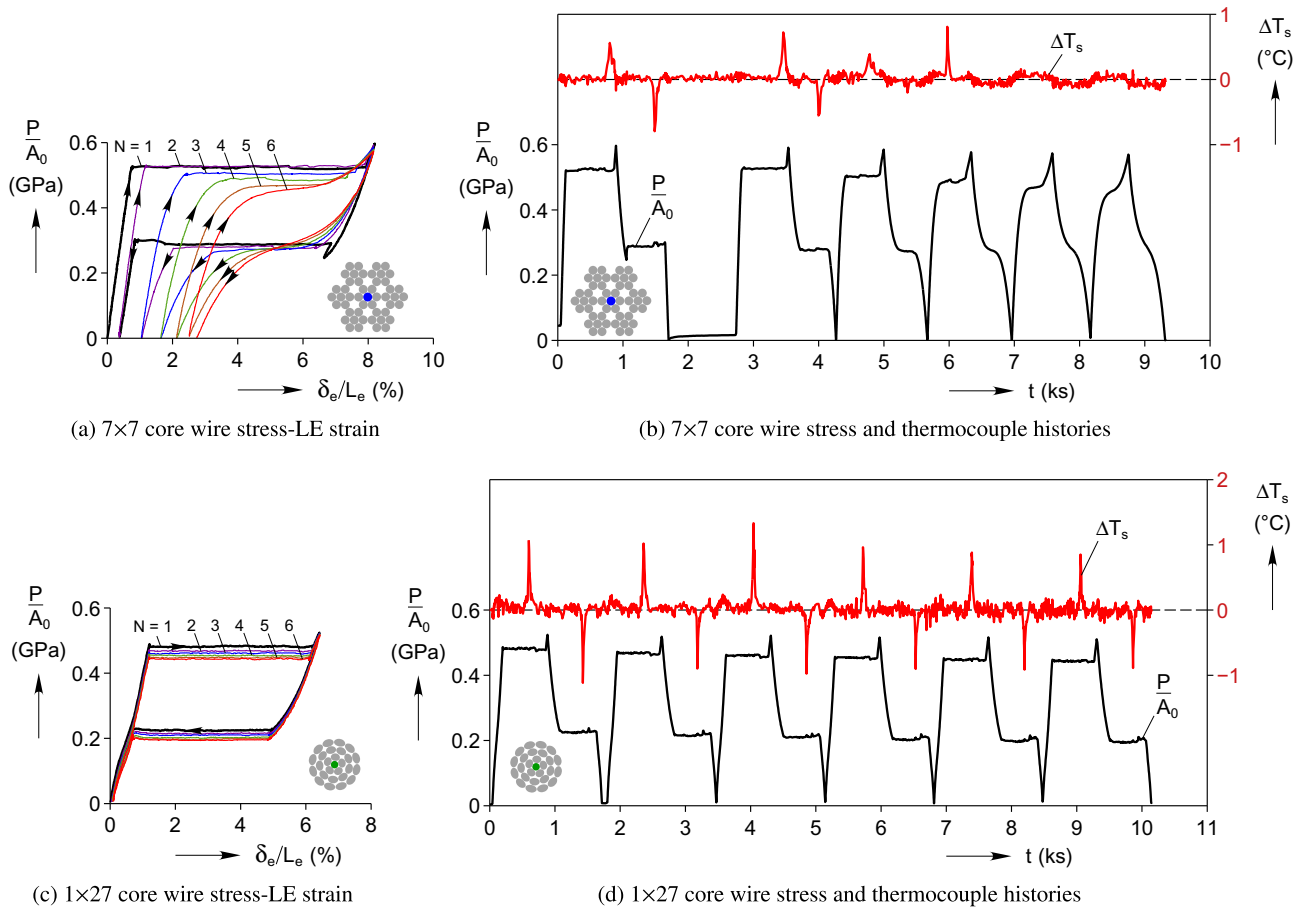 P
A₀
(GPa)
0.6
0.4
0.2
0
N = 1 2 3 4 5 6
0 2 4 6 8 10
δₑ/Lₑ (%)
(a) 7×7 core wire stress-LE strain
1
0
−1
ΔTₛ
(°C)
ΔTₛ
P
A₀
(GPa)
0.6
0.4
0.2
0
P
A₀
0 1 2 3 4 5 6 7 8 9 10
t (ks)
(b) 7×7 core wire stress and thermocouple histories
P
A₀
(GPa)
0.6
0.4
0.2
0
N = 1 2 3 4 5 6
0 2 4 6 8
δₑ/Lₑ (%)
(c) 1×27 core wire stress-LE strain
2
1
0
−1
ΔTₛ
(°C)
ΔTₛ
P
A₀
(GPa)
0.6
0.4
0.2
0
P
A₀
0 1 2 3 4 5 6 7 8 9 10 11
t (ks)
(d) 1×27 core wire stress and thermocouple histories